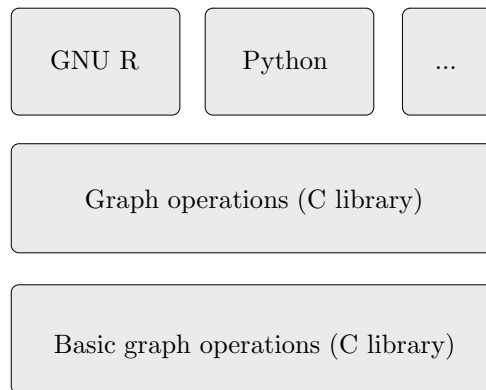 GNU R Python ...
Graph operations (C library)
Basic graph operations (C library)